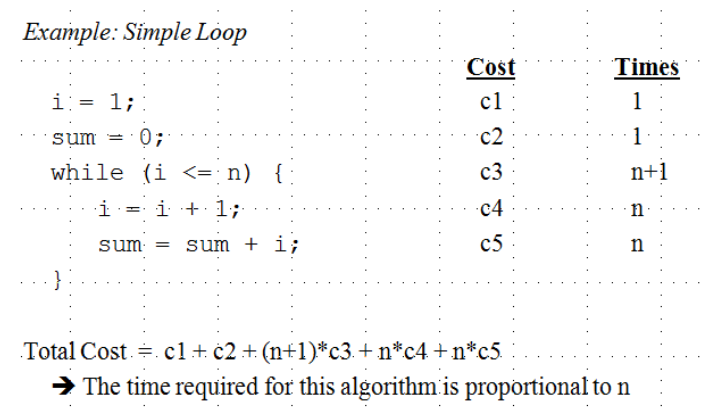 Example: Simple Loop
Cost Times
i = 1; c1 1
sum = 0; c2 1
while (i <= n) { c3 n+1
i = i + 1; c4 n
sum = sum + i; c5 n
}
Total Cost = c1 + c2 + (n+1)*c3 + n*c4 + n*c5
➔ The time required for this algorithm is proportional to n